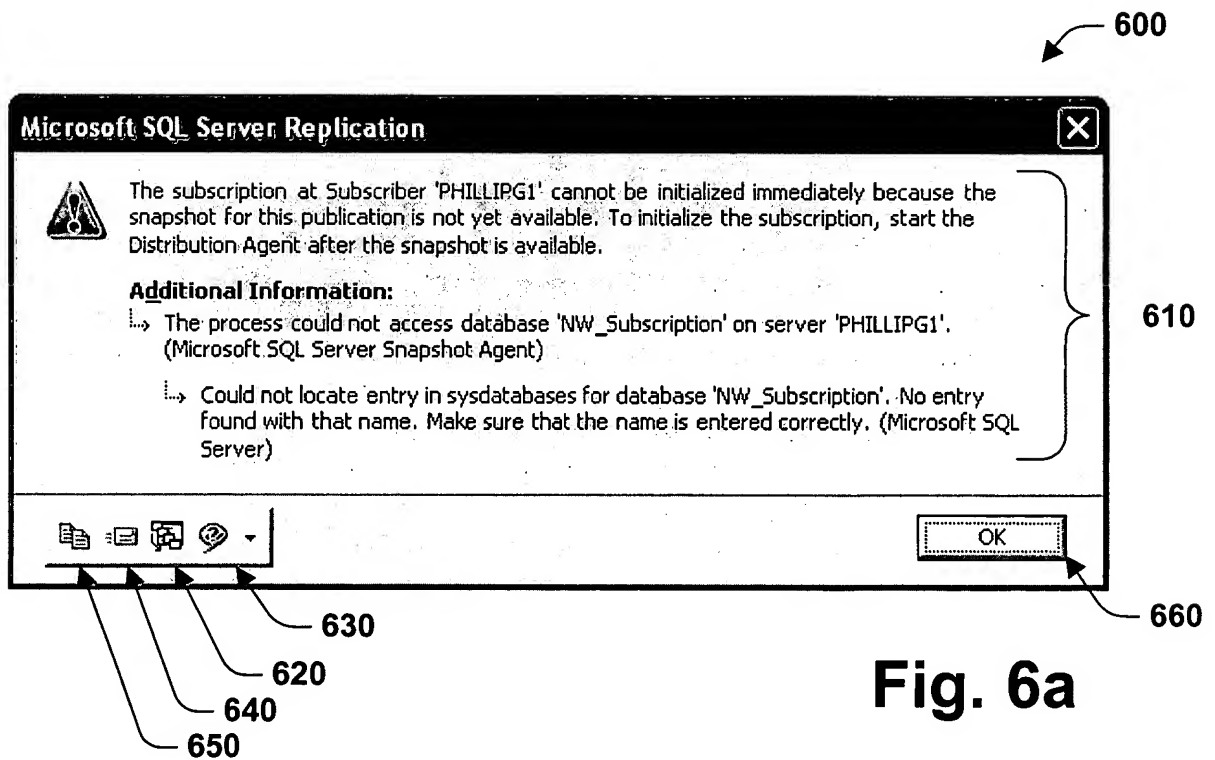 600
Microsoft SQL Server Replication
The subscription at Subscriber 'PHILLIPG1' cannot be initialized immediately because the
snapshot for this publication is not yet available. To initialize the subscription, start the
Distribution Agent after the snapshot is available.
Additional Information:
The process could not access database 'NW_Subscription' on server 'PHILLIPG1'.
(Microsoft SQL Server Snapshot Agent)
Could not locate entry in sysdatabases for database 'NW_Subscription'. No entry
found with that name. Make sure that the name is entered correctly. (Microsoft SQL
Server)
610
OK
630
660
620
640
650
Fig. 6a